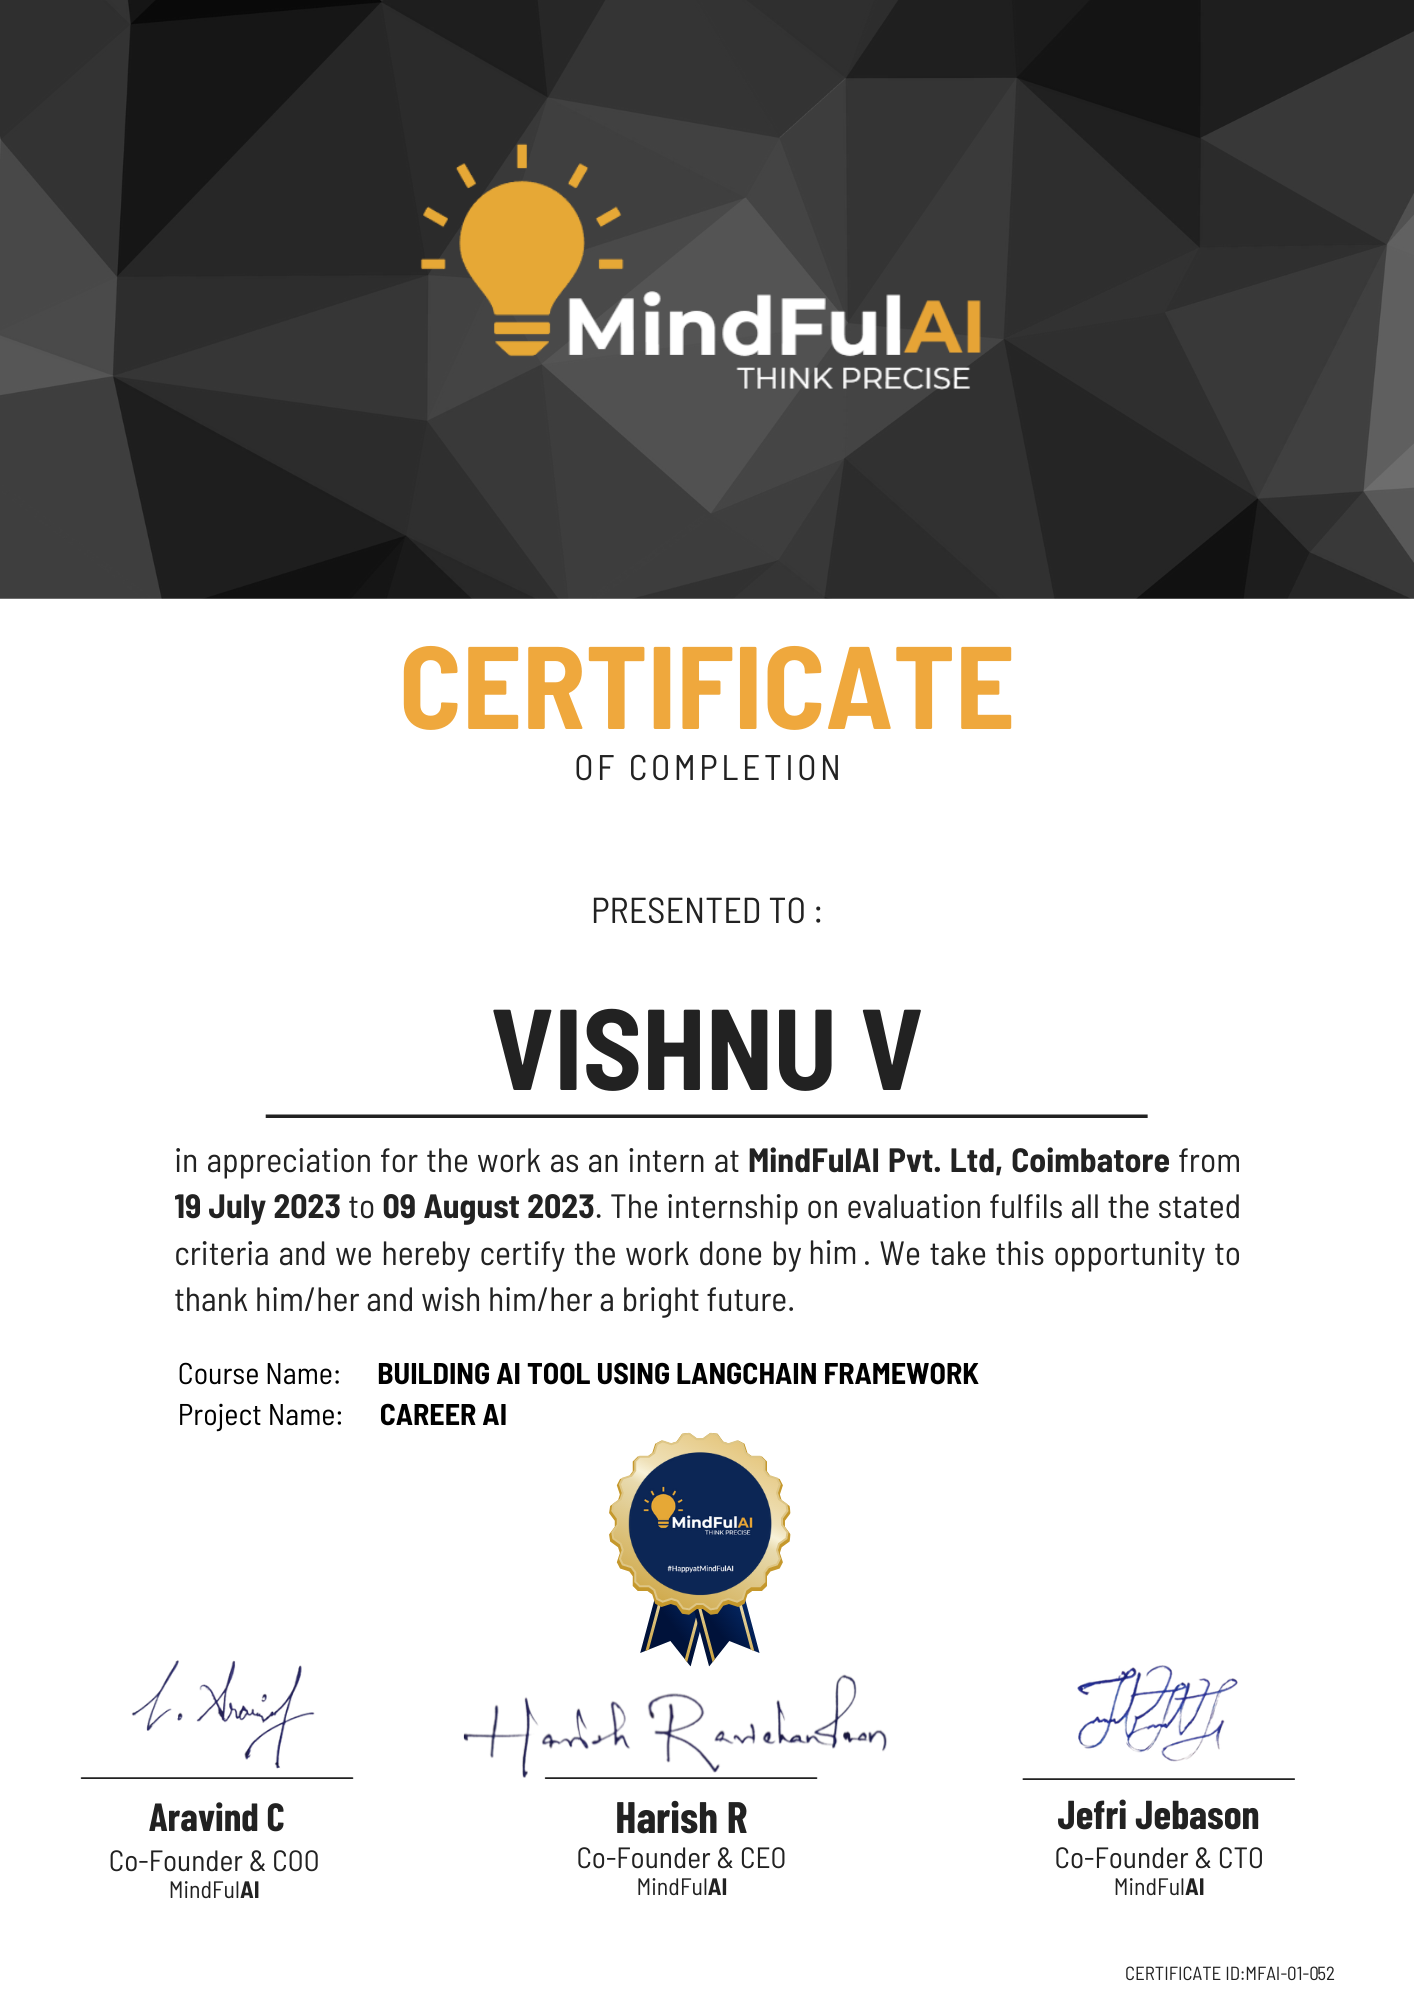 MindFulAI
THINK PRECISE
CERTIFICATE
OF COMPLETION
PRESENTED TO :
VISHNU V
in appreciation for the work as an intern at MindFulAI Pvt. Ltd, Coimbatore from
19 July 2023 to 09 August 2023. The internship on evaluation fulfils all the stated
criteria and we hereby certify the work done by him . We take this opportunity to
thank him/her and wish him/her a bright future.
Course Name: BUILDING AI TOOL USING LANGCHAIN FRAMEWORK
Project Name: CAREER AI
MindFulAI
THINK PRECISE
#HappyatMindFulAI
Harish Ravichandran
Aravind C
Co-Founder & COO
MindFulAI
Harish R
Co-Founder & CEO
MindFulAI
Jefri Jebason
Co-Founder & CTO
MindFulAI
CERTIFICATE ID:MFAI-01-052